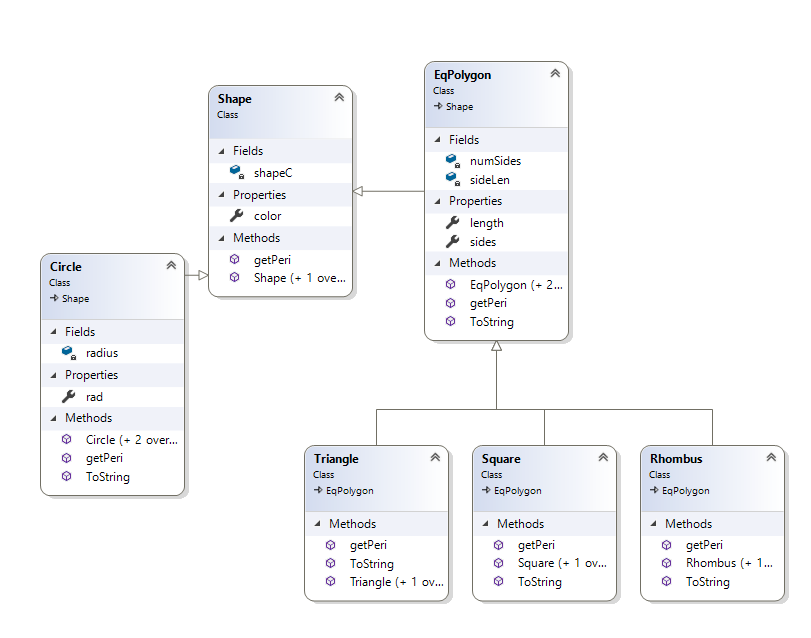 EqPolygon
Class
Shape
Fields
numSides
sideLen
Properties
length
sides
Methods
EqPolygon (+ 2...
getPeri
ToString
Shape
Class
Fields
shapeC
Properties
color
Methods
getPeri
Shape (+ 1 ove...
Circle
Class
Shape
Fields
radius
Properties
rad
Methods
Circle (+ 2 over...
getPeri
ToString
Triangle
Class
EqPolygon
Methods
getPeri
ToString
Triangle (+ 1 ov...
Square
Class
EqPolygon
Methods
getPeri
Square (+ 1 ov...
ToString
Rhombus
Class
EqPolygon
Methods
getPeri
Rhombus (+ 1...
ToString